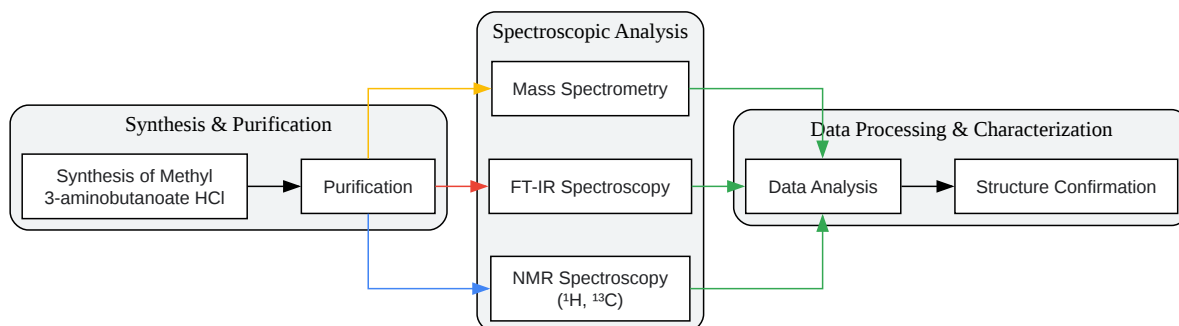 Spectroscopic Analysis
Mass Spectrometry
Synthesis & Purification
Data Processing & Characterization
Synthesis of Methyl
3-aminobutanoate HCl
Purification
FT-IR Spectroscopy
Data Analysis
Structure Confirmation
NMR Spectroscopy
(¹H, ¹³C)